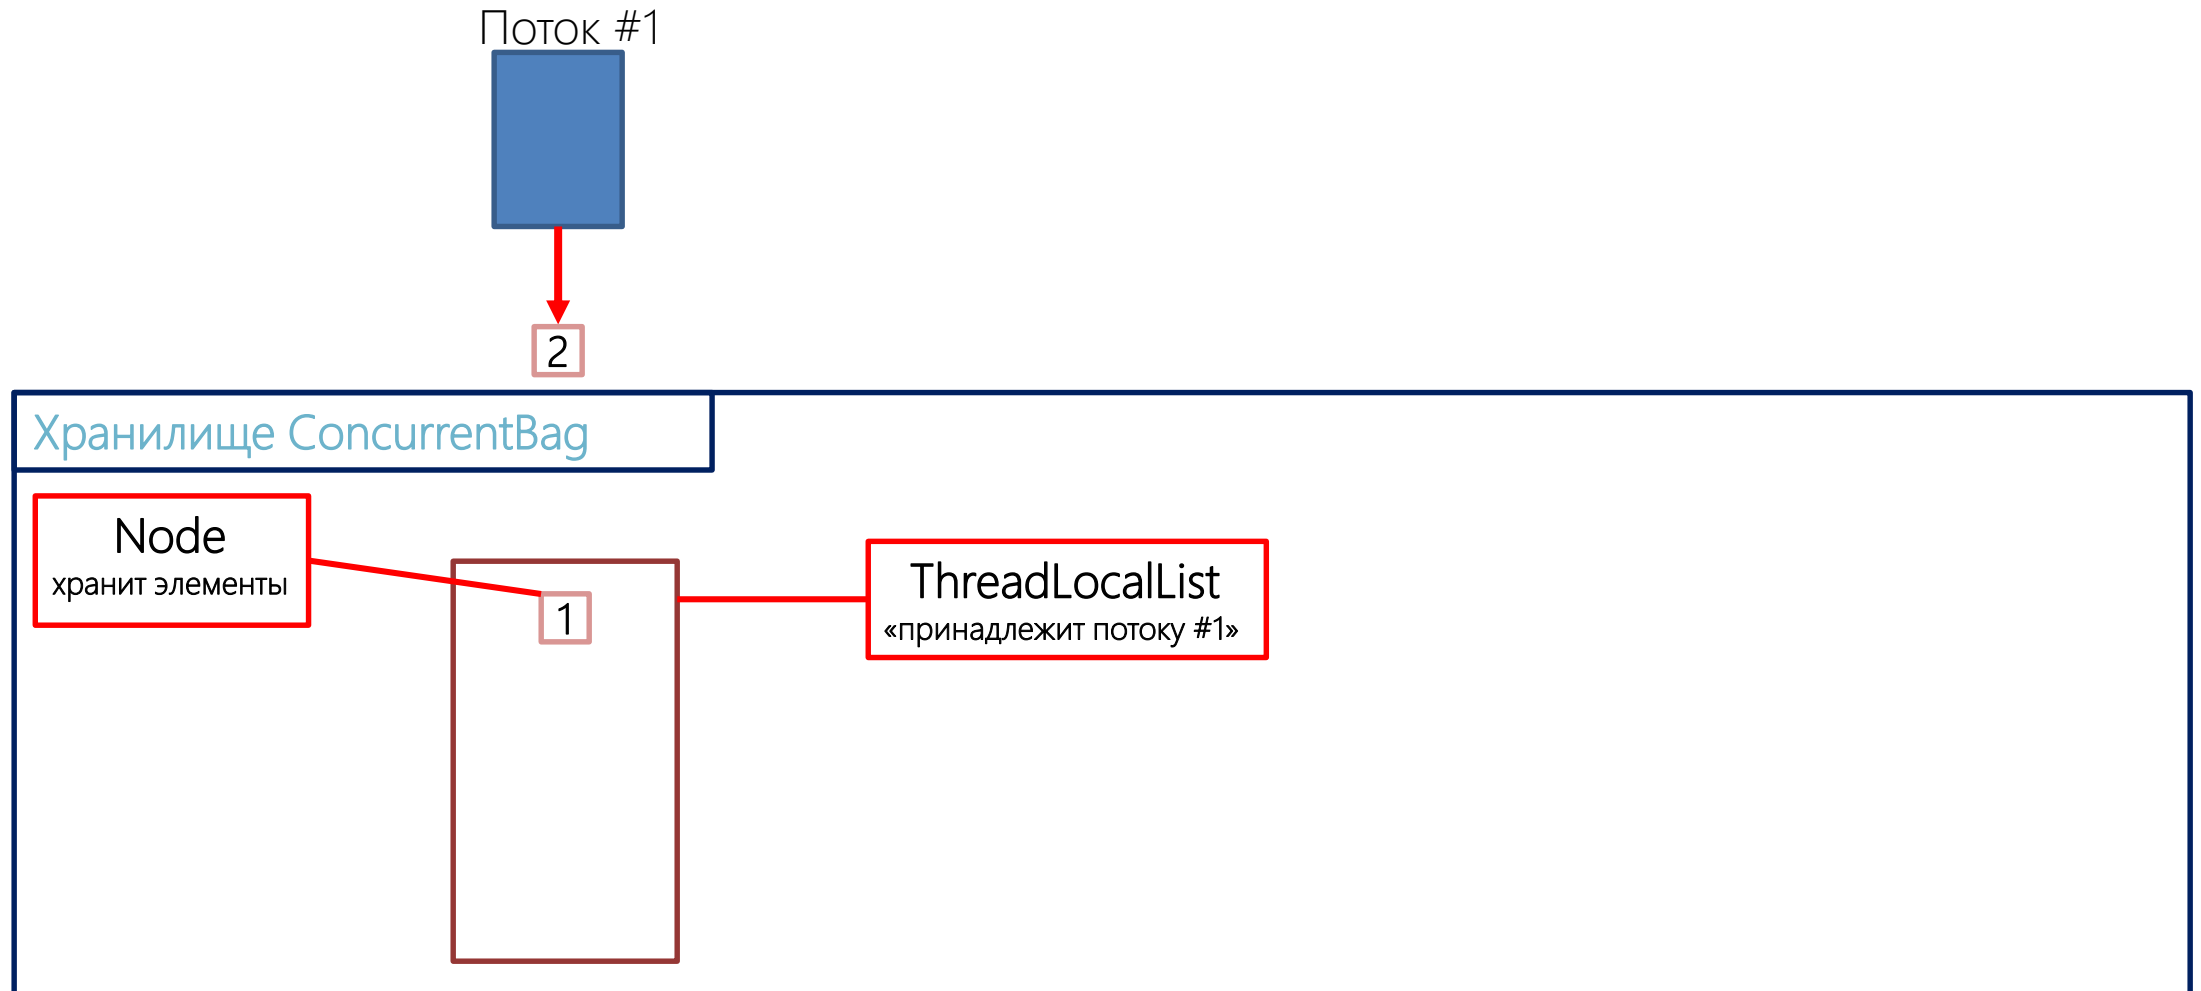 Поток #1
2
Хранилище ConcurrentBag
Node
хранит элементы
1
ThreadLocalList
«принадлежит потоку #1»